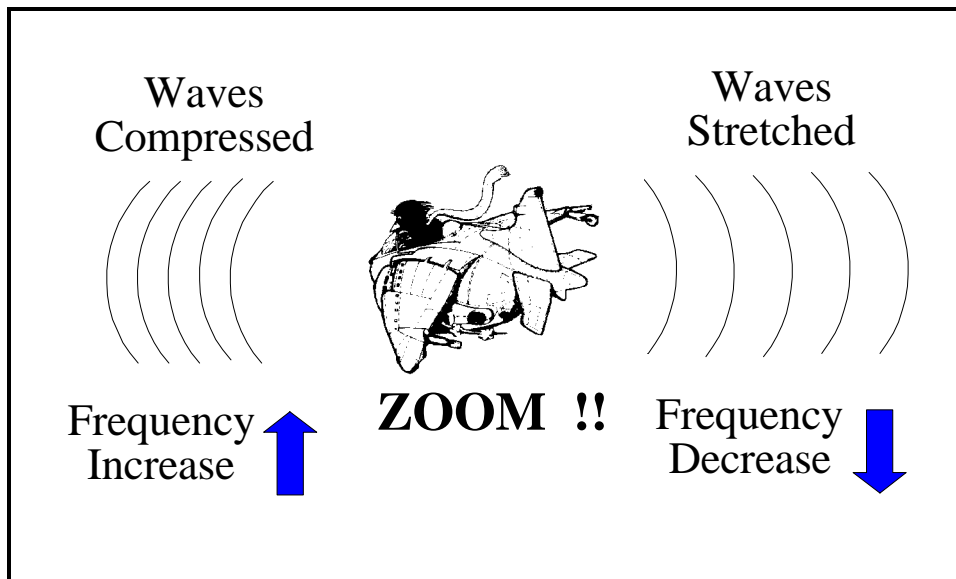 Waves
Compressed
Waves
Stretched
ZOOM !!
Frequency
Increase
Frequency
Decrease